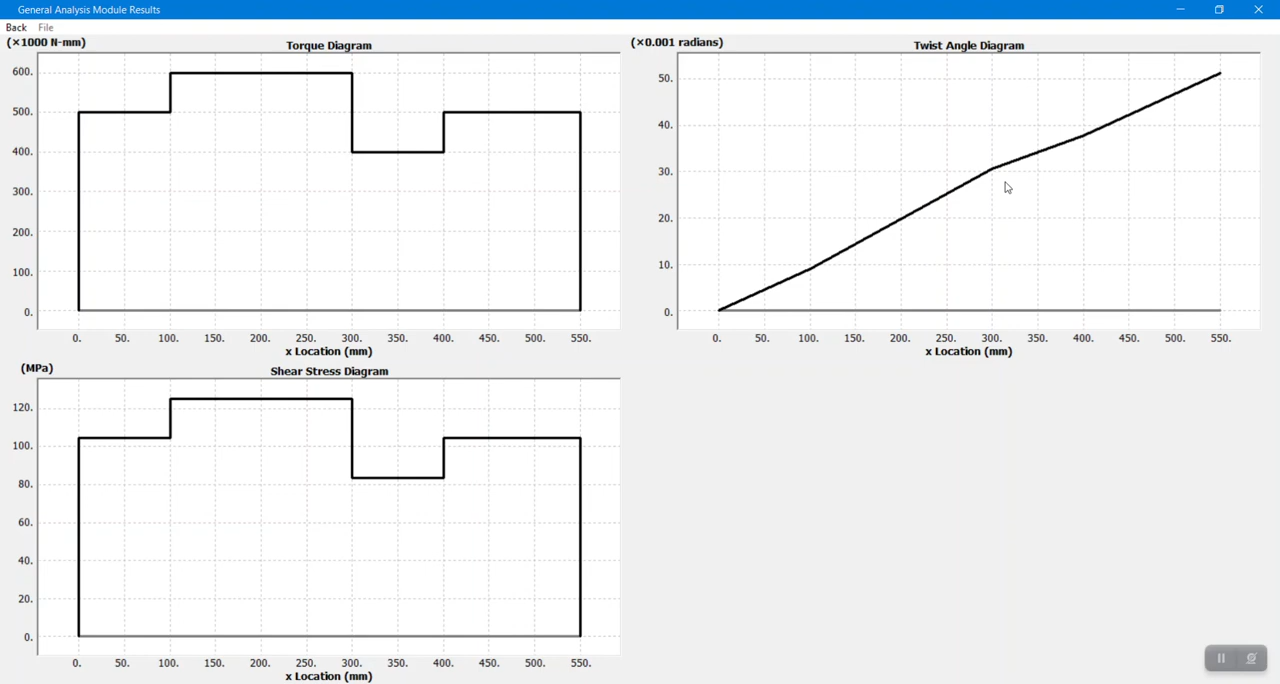 General Analysis Module Results
Back File
(×1000 N-mm)
Torque Diagram
600.
500.
400.
300.
200.
100.
0.
0. 50. 100. 150. 200. 250. 300. 350. 400. 450. 500. 550.
x Location (mm)
(×0.001 radians)
Twist Angle Diagram
50.
40.
30.
20.
10.
0.
0. 50. 100. 150. 200. 250. 300. 350. 400. 450. 500. 550.
x Location (mm)
(MPa)
Shear Stress Diagram
120.
100.
80.
60.
40.
20.
0.
0. 50. 100. 150. 200. 250. 300. 350. 400. 450. 500. 550.
x Location (mm)